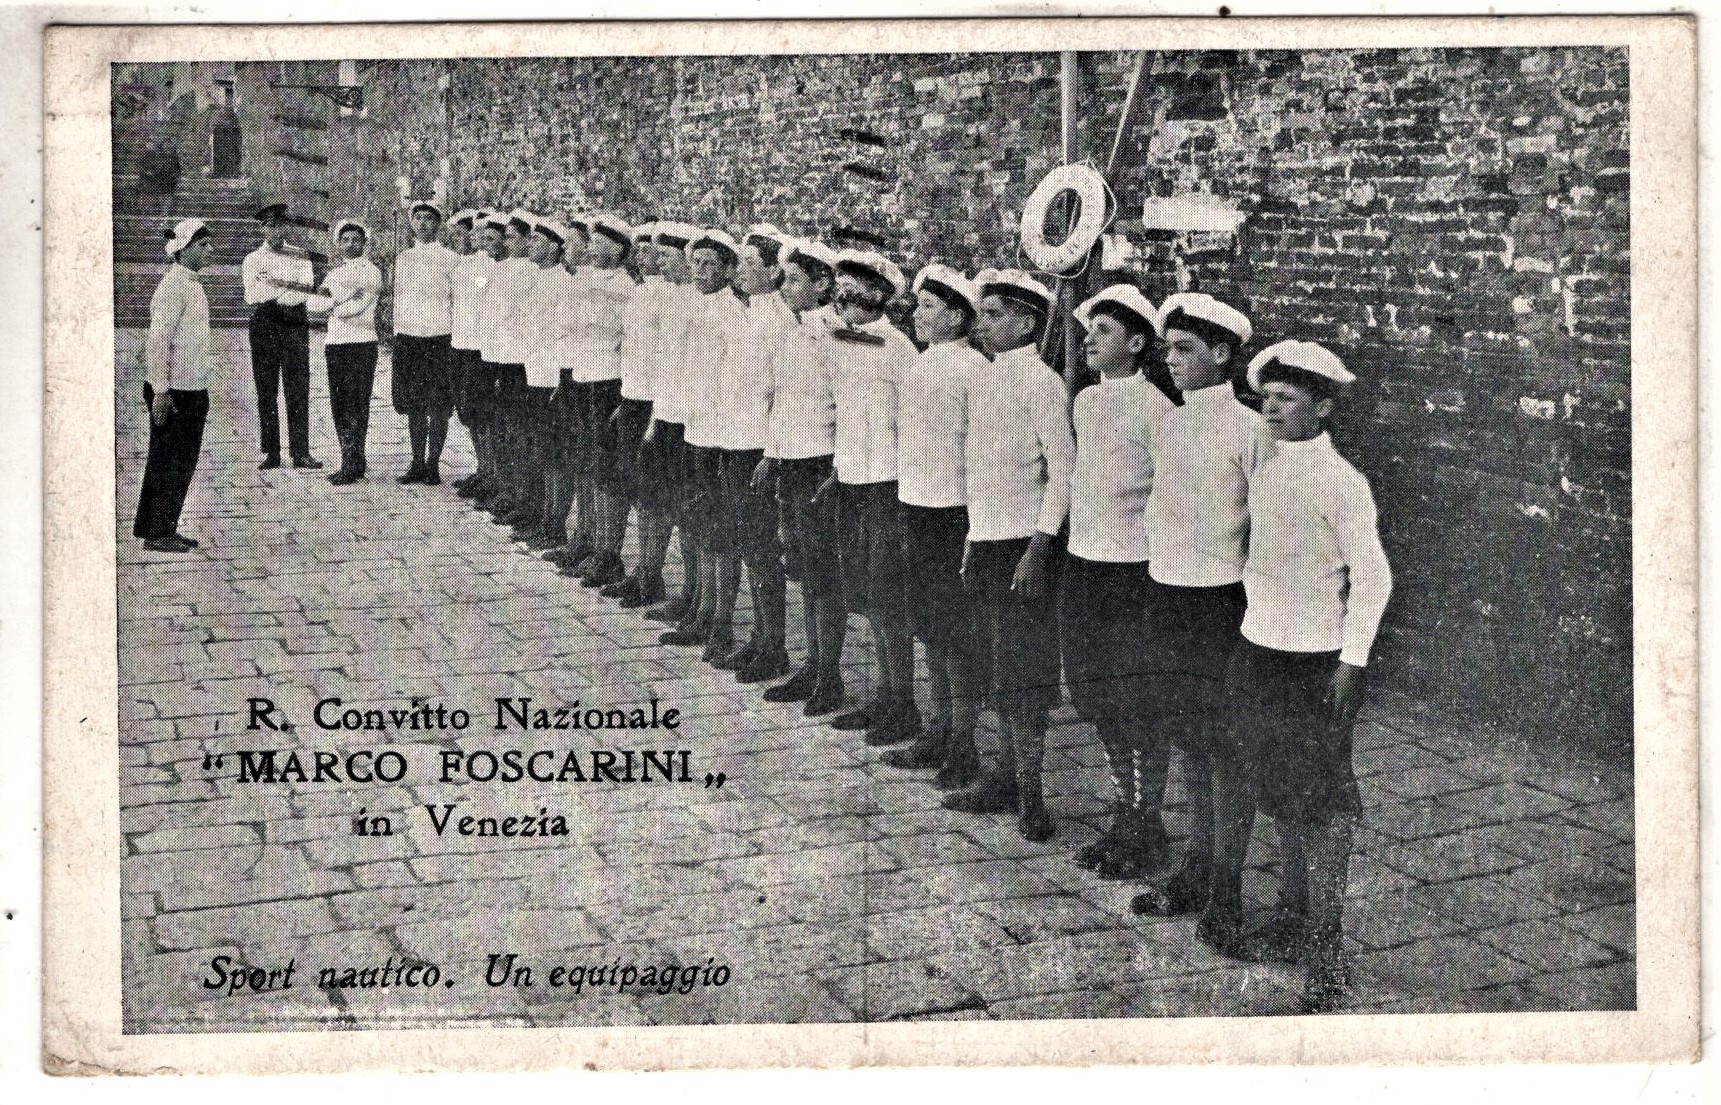 R. Convitto Nazionale
“MARCO FOSCARINI„
in Venezia
Sport nautico. Un equipaggio